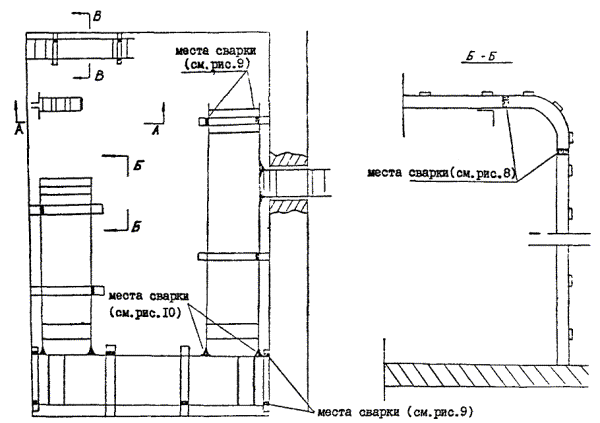 В
В
места сварки
(см.рис.9)
А
А
Б
Б
места сварки
(см.рис.10)
места сварки (см.рис.9)
Б - Б
места сварки(см.рис.8)